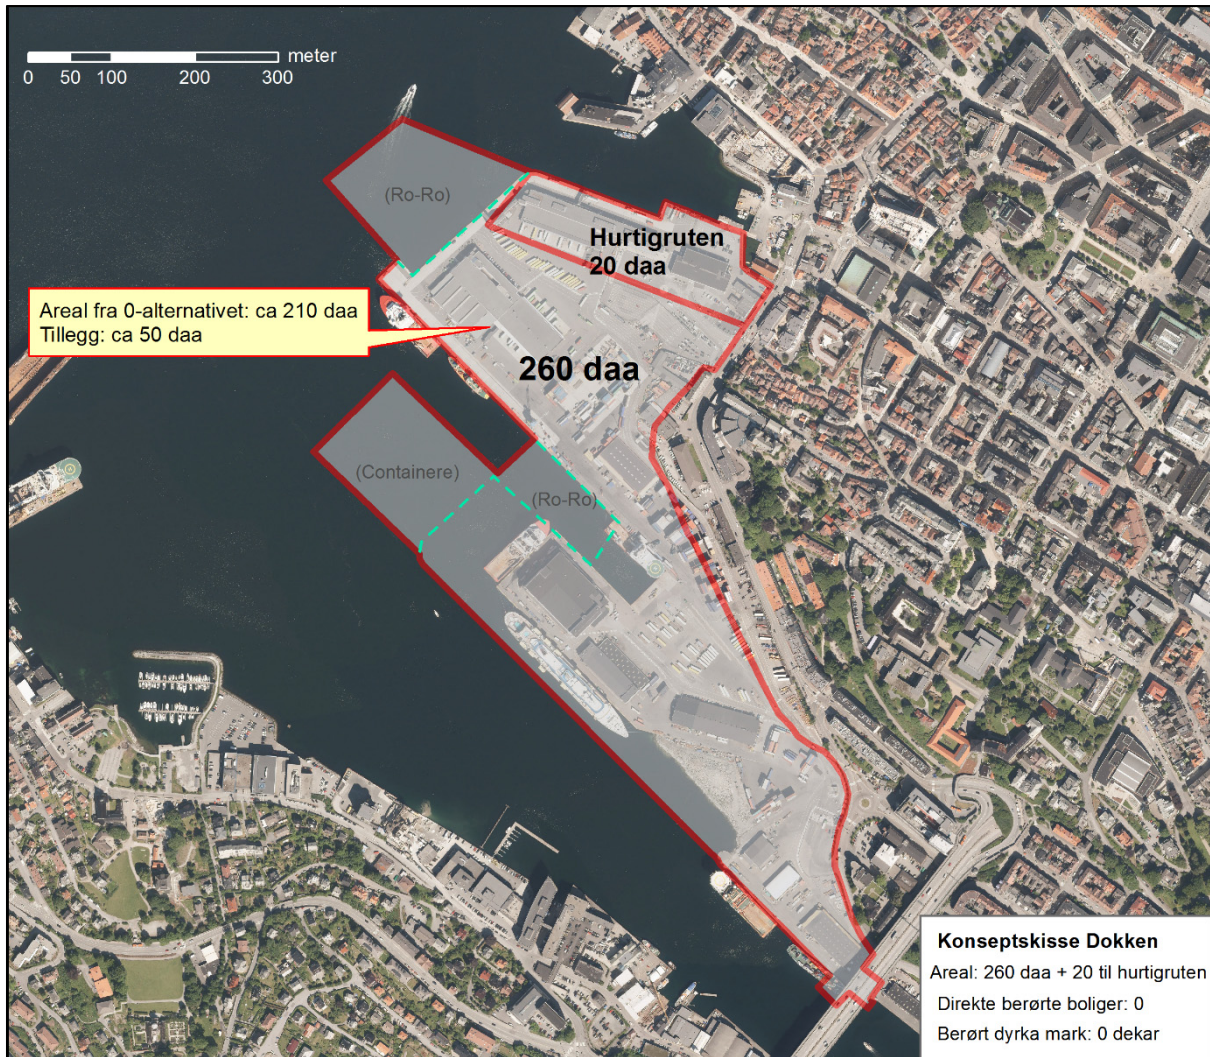 meter
0 50 100 200 300
(Ro-Ro)
Hurtigruten
20 daa
Areal fra 0-alternativet: ca 210 daa
Tillegg: ca 50 daa
260 daa
(Containere)
(Ro-Ro)
Konseptskisse Dokken
Areal: 260 daa + 20 til hurtigruten
Direkte berørte boliger: 0
Berørt dyrka mark: 0 dekar